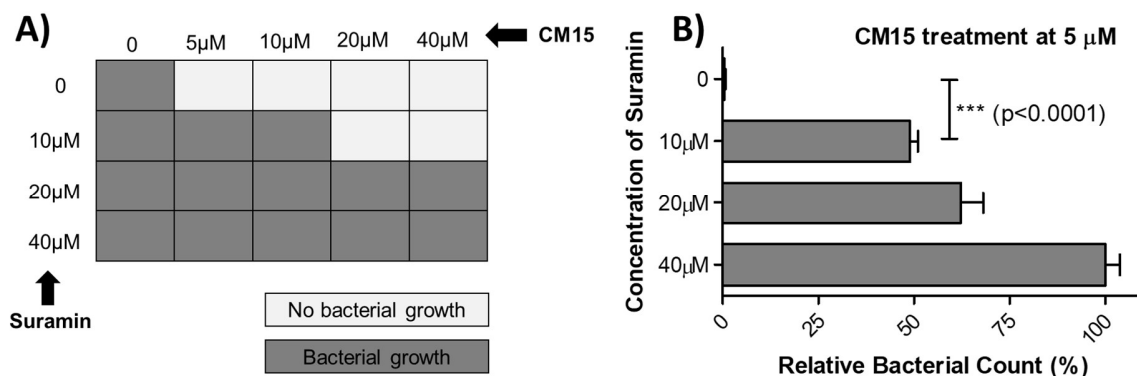 A)
0 5µM 10µM 20µM 40µM CM15
0
10µM
20µM
40µM
Suramin
No bacterial growth
Bacterial growth
B)
CM15 treatment at 5 µM
Concentration of Suramin
0
10µM
20µM
40µM
*** (p<0.0001)
0 25 50 75 100
Relative Bacterial Count (%)